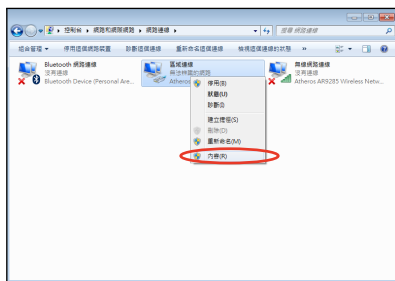 控制台 ▸ 網路和網際網路 ▸ 網路連線 ▸
搜尋 網路連線
組合管理 ▾ 停用這個網路裝置 診斷這個連線 重新命名這個連線 檢視這個連線的狀態 »
Bluetooth 網路連線
沒有連線
Bluetooth Device (Personal Are...
區域連線
無法辨識的網路
Atheros
無線網路連線
沒有連線
Atheros AR9285 Wireless Netw...
停用(B)
狀態(U)
診斷(I)
建立捷徑(S)
刪除(D)
重新命名(M)
內容(R)